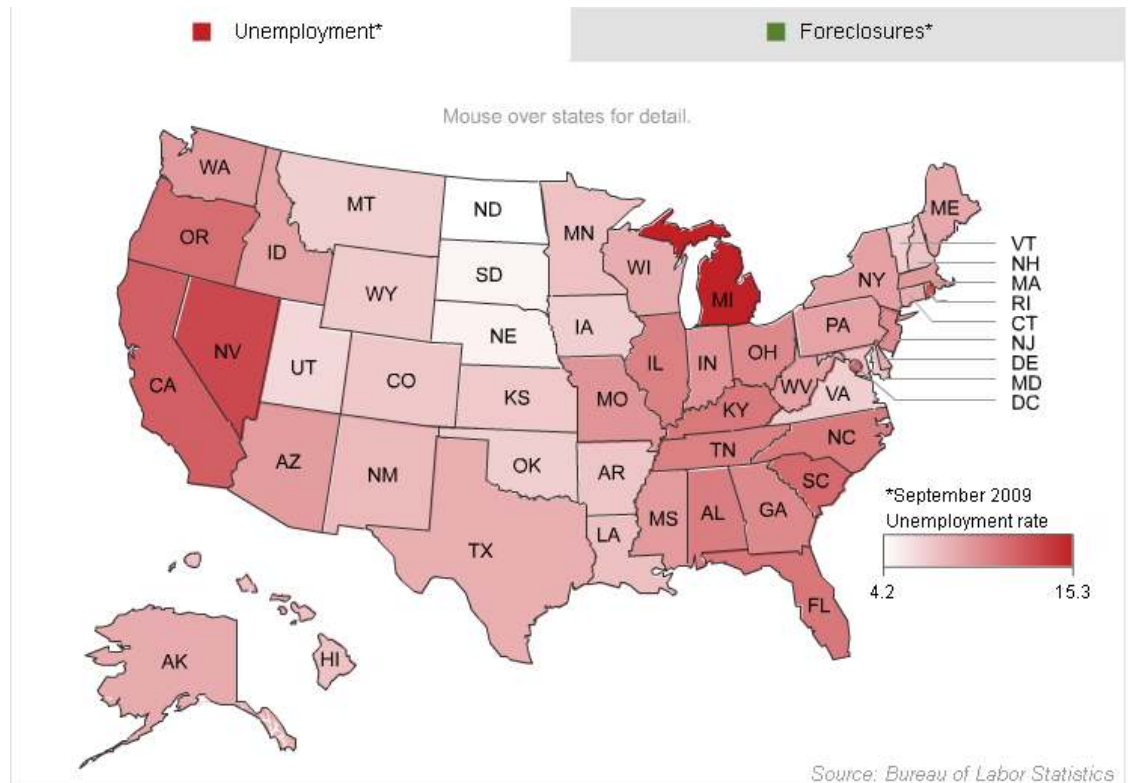 Unemployment*
Foreclosures*
Mouse over states for detail.
WA
MT
ND
MN
ME
OR
ID
SD
WI
VT
NH
NY
MA
WY
MI
RI
CT
IA
PA
NE
NJ
NV
UT
IL
IN
OH
DE
CA
CO
MD
WV
VA
KS
MO
DC
KY
NC
TN
AZ
OK
AR
NM
SC
MS
AL
GA
LA
TX
*September 2009
Unemployment rate
4.2
15.3
FL
AK
HI
Source: Bureau of Labor Statistics